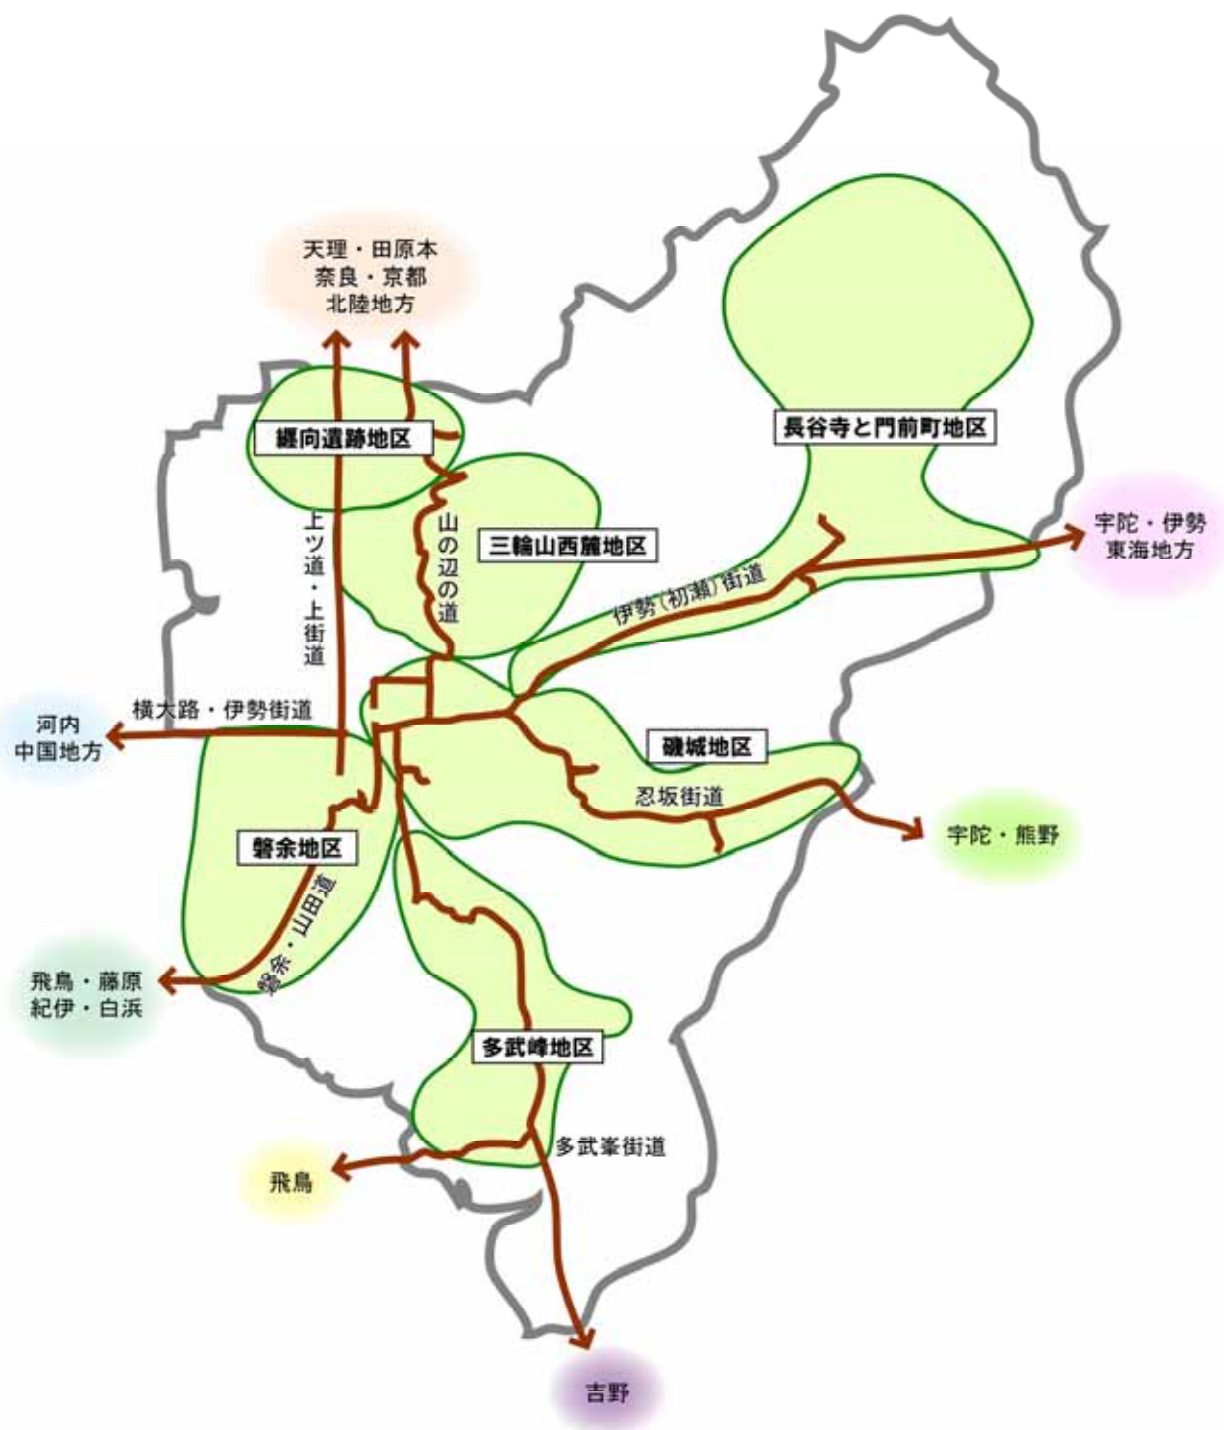 天理・田原本
奈良・京都
北陸地方
纒向遺跡地区
長谷寺と門前町地区
上ツ道・上街道
山の辺の道
三輪山西麓地区
宇陀・伊勢
東海地方
伊勢(初瀬)街道
横大路・伊勢街道
河内
中国地方
磯城地区
忍坂街道
宇陀・熊野
磐余地区
磐余・山田道
飛鳥・藤原
紀伊・白浜
多武峰地区
多武峯街道
飛鳥
吉野